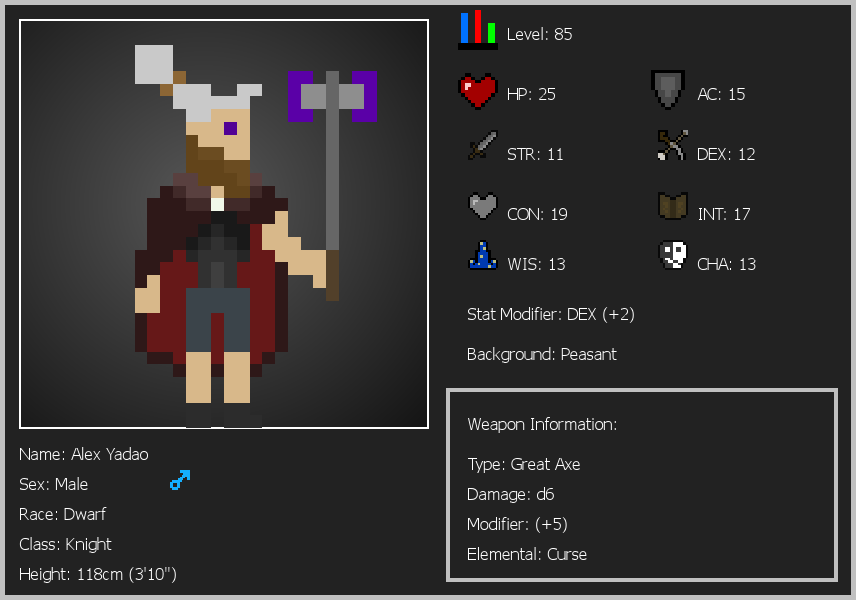 Level: 85
HP: 25
AC: 15
STR: 11
DEX: 12
CON: 19
INT: 17
WIS: 13
CHA: 13
Stat Modifier: DEX (+2)
Background: Peasant
Weapon Information:
Type: Great Axe
Damage: d6
Modifier: (+5)
Elemental: Curse
Name: Alex Yadao
Sex: Male
Race: Dwarf
Class: Knight
Height: 118cm (3'10")